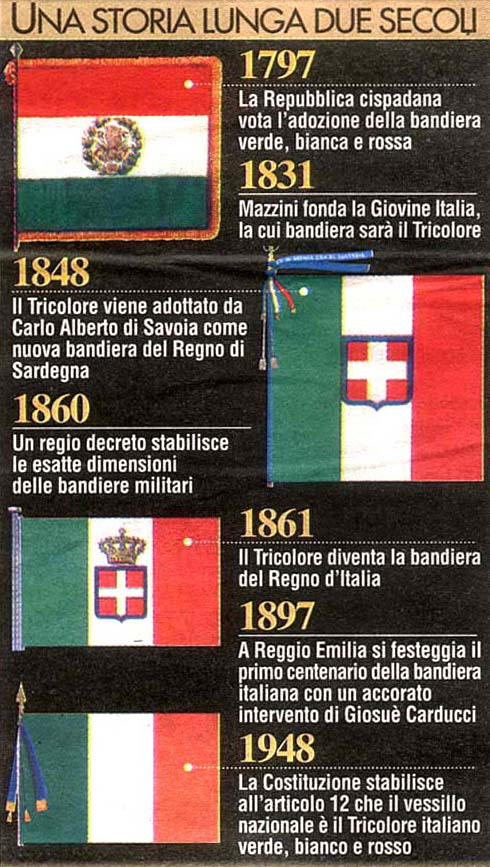 UNA STORIA LUNGA DUE SECOLI
1797
La Repubblica cispadana
vota l'adozione della bandiera
verde, bianca e rossa
1831
Mazzini fonda la Giovine Italia,
la cui bandiera sarà il Tricolore
1848
Il Tricolore viene adottato da
Carlo Alberto di Savoia come
nuova bandiera del Regno di
Sardegna
1860
Un regio decreto stabilisce
le esatte dimensioni
delle bandiere militari
1861
Il Tricolore diventa la bandiera
del Regno d'Italia
1897
A Reggio Emilia si festeggia il
primo centenario della bandiera
italiana con un accorato
intervento di Giosuè Carducci
1948
La Costituzione stabilisce
all'articolo 12 che il vessillo
nazionale è il Tricolore italiano
verde, bianco e rosso